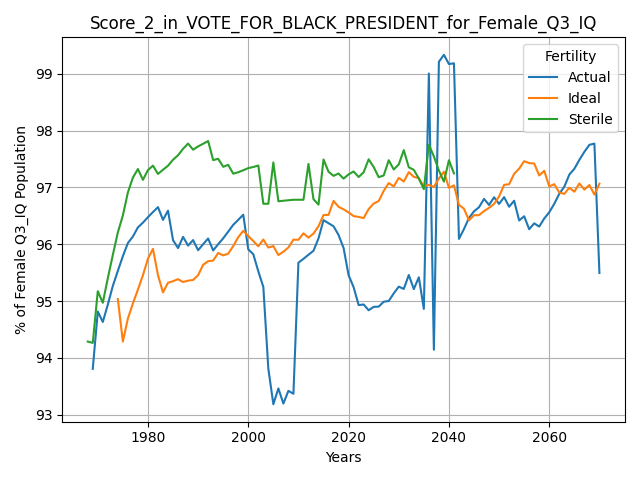 Score_2_in_VOTE_FOR_BLACK_PRESIDENT_for_Female_Q3_IQ
% of Female Q3_IQ Population
99
98
97
96
95
94
93
Fertility
Actual
Ideal
Sterile
1980 2000 2020 2040 2060
Years